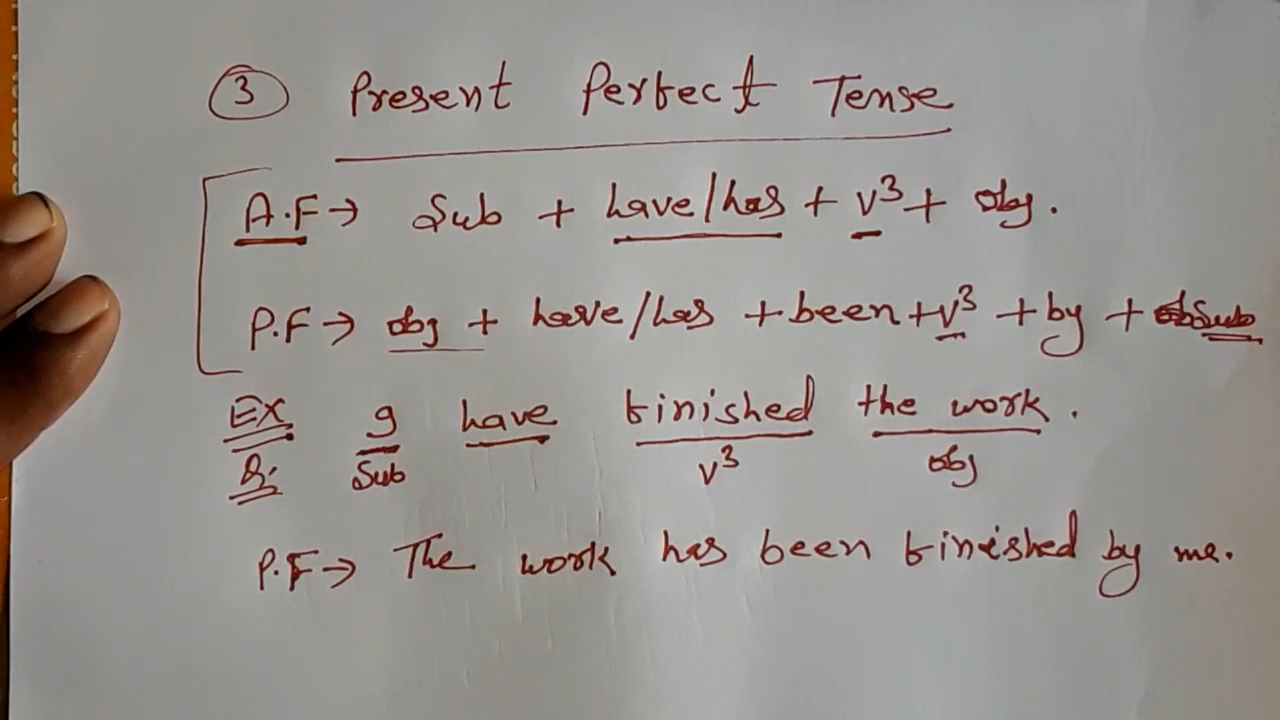 ③ Present Perfect Tense
A.F → Sub + have/has + v³ + obj.
P.F → obj + have/has + been + v³ + by + Sub
Ex I have finished the work.
Q: Sub v³ obj
P.F → The work has been finished by me.